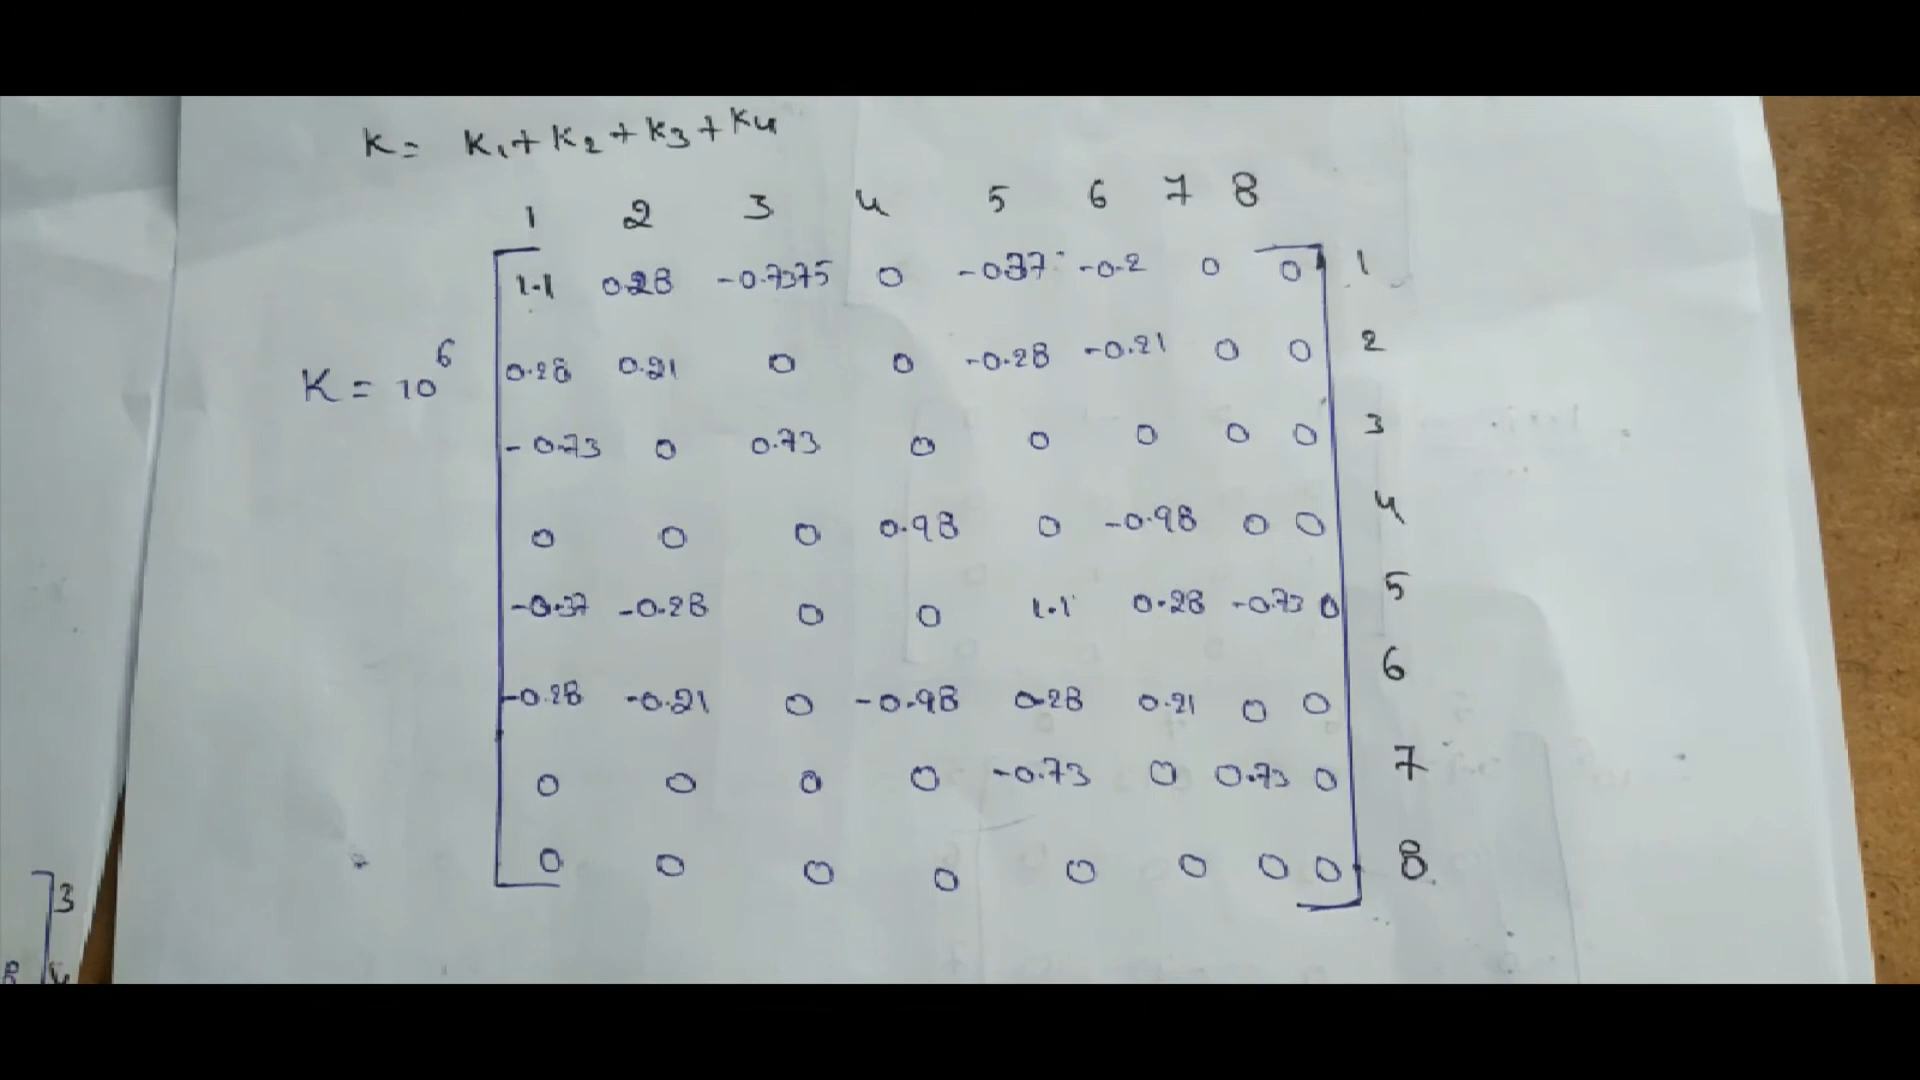 K= K₁+K₂+K₃+K4
1 2 3 4 5 6 7 8
1.1 0.28 -0.7375 0 -0.37 -0.2 0 0 1
K = 10⁶ 0.28 0.21 0 0 -0.28 -0.21 0 0 2
-0.73 0 0.73 0 0 0 0 0 3
0 0 0 0.98 0 -0.98 0 0 4
-0.37 -0.28 0 0 1.1 0.28 -0.73 0 5
-0.28 -0.21 0 -0.98 0.28 0.21 0 0 6
0 0 0 0 -0.73 0 0.73 0 7
0 0 0 0 0 0 0 0 8
3